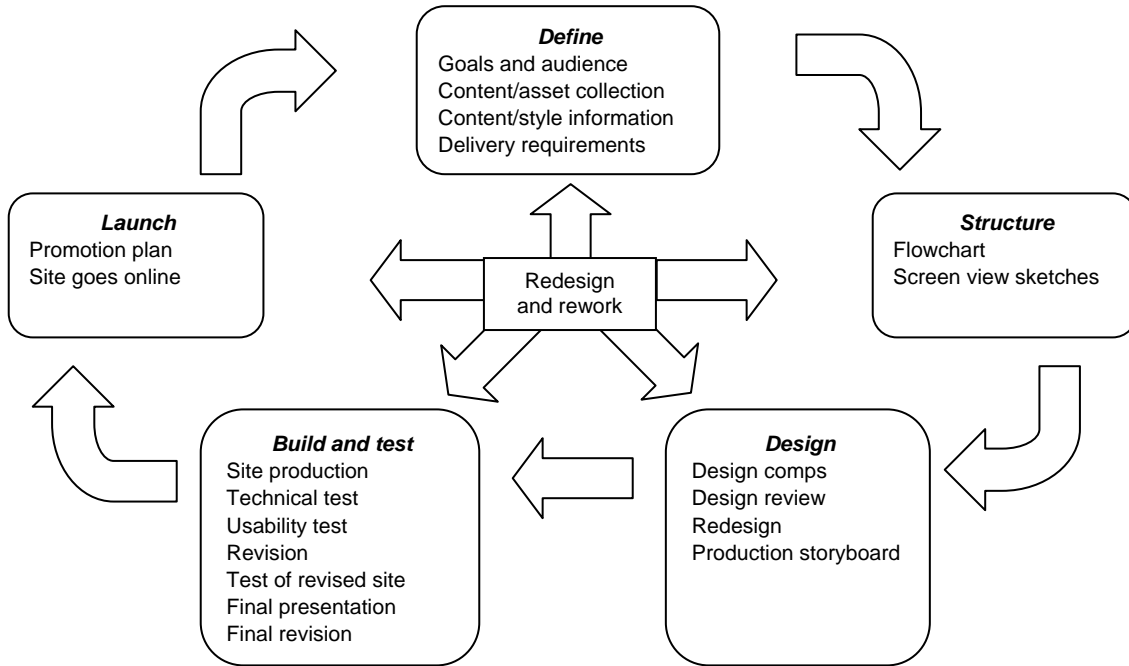 Define
Goals and audience
Content/asset collection
Content/style information
Delivery requirements
Launch
Promotion plan
Site goes online
Structure
Flowchart
Screen view sketches
Redesign
and rework
Build and test
Site production
Technical test
Usability test
Revision
Test of revised site
Final presentation
Final revision
Design
Design comps
Design review
Redesign
Production storyboard